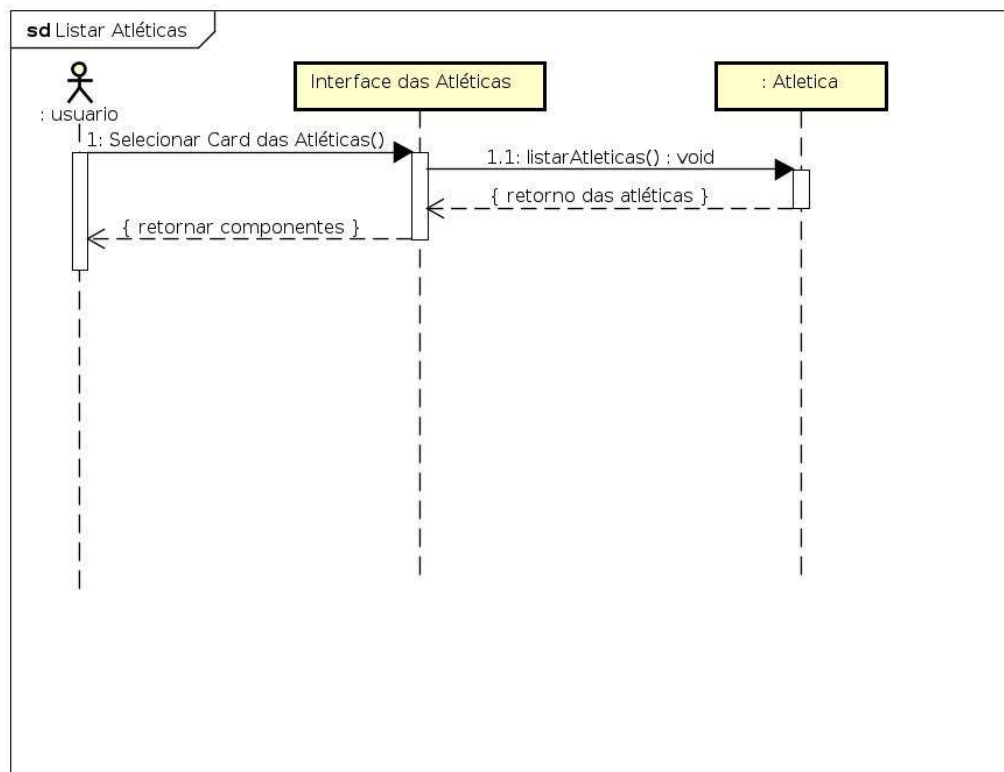 sd Listar Atléticas
: usuario
Interface das Atléticas
: Atletica
1: Selecionar Card das Atléticas()
1.1: listarAtleticas() : void
{ retorno das atléticas }
{ retornar componentes }